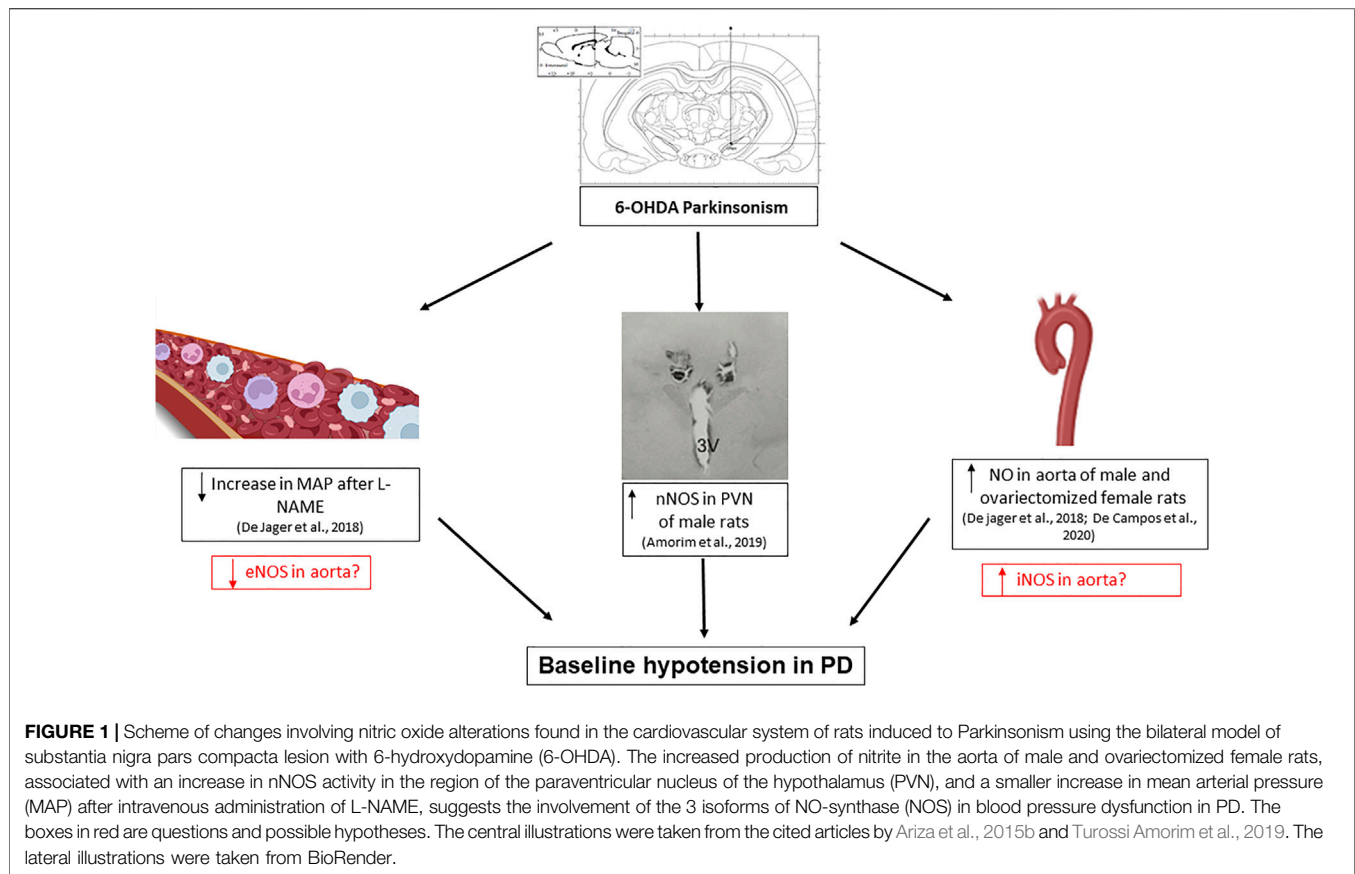 6-OHDA Parkinsonism
3V
Increase in MAP after L-
NAME
(De Jager et al., 2018)
nNOS in PVN
of male rats
(Amorim et al., 2019)
NO in aorta of male and
ovariectomized female rats
(De jager et al., 2018; De Campos et al.,
2020)
eNOS in aorta?
iNOS in aorta?
Baseline hypotension in PD
FIGURE 1 | Scheme of changes involving nitric oxide alterations found in the cardiovascular system of rats induced to Parkinsonism using the bilateral model of
substantia nigra pars compacta lesion with 6-hydroxydopamine (6-OHDA). The increased production of nitrite in the aorta of male and ovariectomized female rats,
associated with an increase in nNOS activity in the region of the paraventricular nucleus of the hypothalamus (PVN), and a smaller increase in mean arterial pressure
(MAP) after intravenous administration of L-NAME, suggests the involvement of the 3 isoforms of NO-synthase (NOS) in blood pressure dysfunction in PD. The
boxes in red are questions and possible hypotheses. The central illustrations were taken from the cited articles by Ariza et al., 2015b and Turossi Amorim et al., 2019. The
lateral illustrations were taken from BioRender.